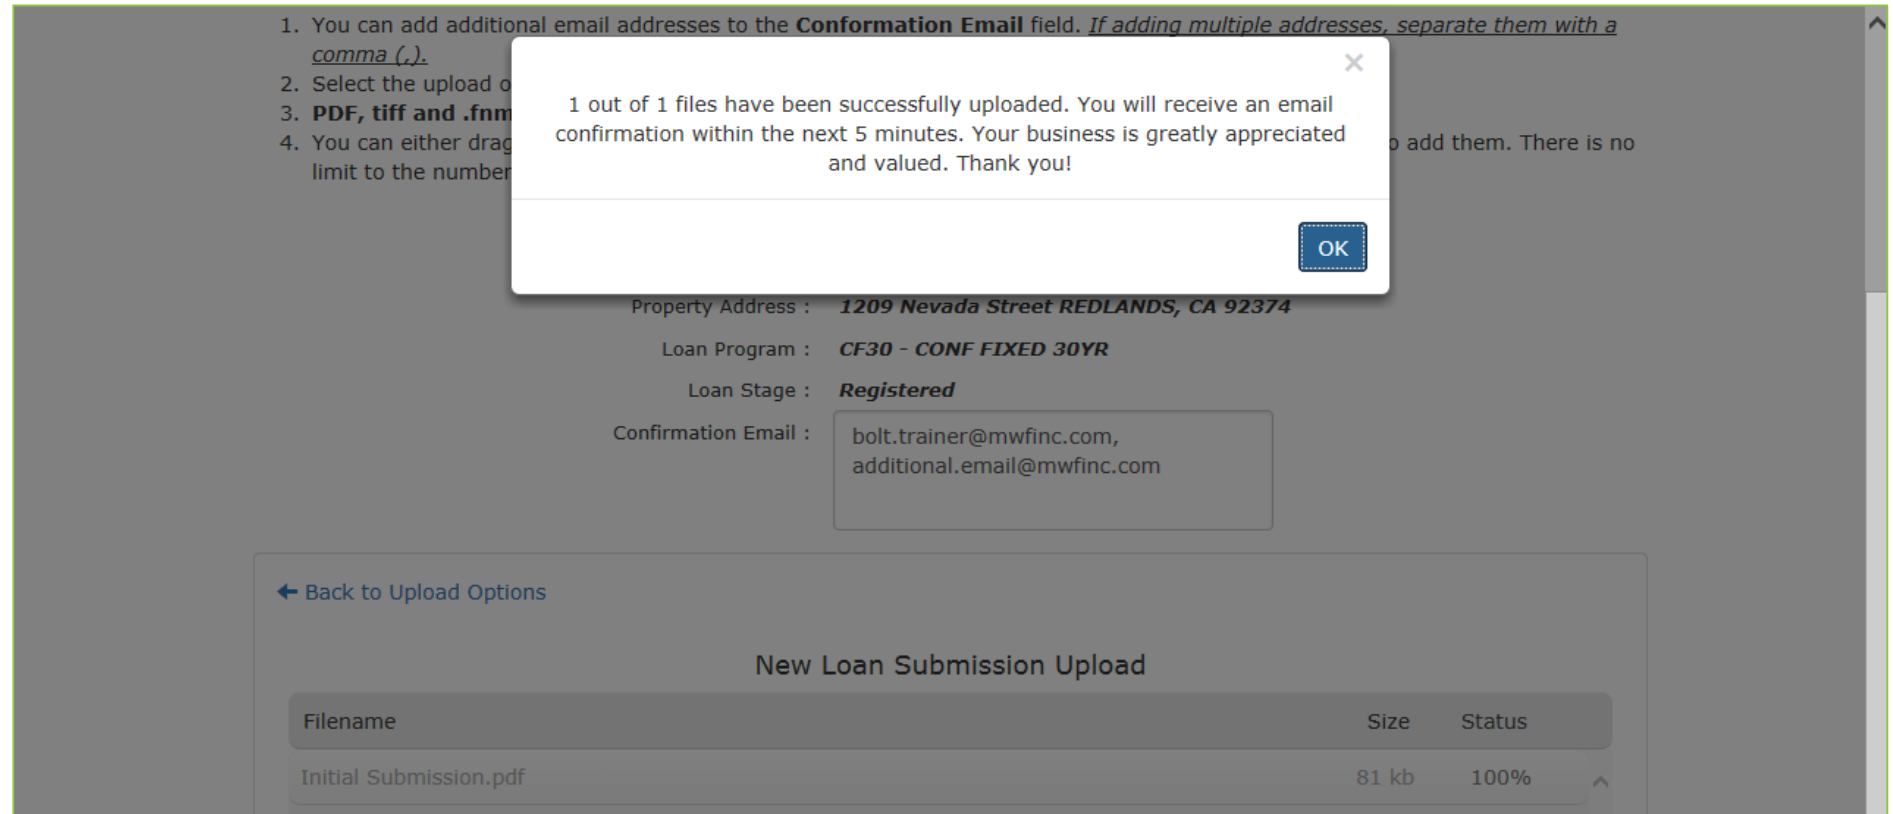 1. You can add additional email addresses to the Conformation Email field. If adding multiple addresses, separate them with a
comma (,).
2. Select the upload o
3. PDF, tiff and .fnm
4. You can either drag
o add them. There is no
limit to the number
×
1 out of 1 files have been successfully uploaded. You will receive an email
confirmation within the next 5 minutes. Your business is greatly appreciated
and valued. Thank you!
OK
Property Address : 1209 Nevada Street REDLANDS, CA 92374
Loan Program : CF30 - CONF FIXED 30YR
Loan Stage : Registered
Confirmation Email : bolt.trainer@mwfinc.com,
additional.email@mwfinc.com
Back to Upload Options
New Loan Submission Upload
Filename Size Status
Initial Submission.pdf 81 kb 100%